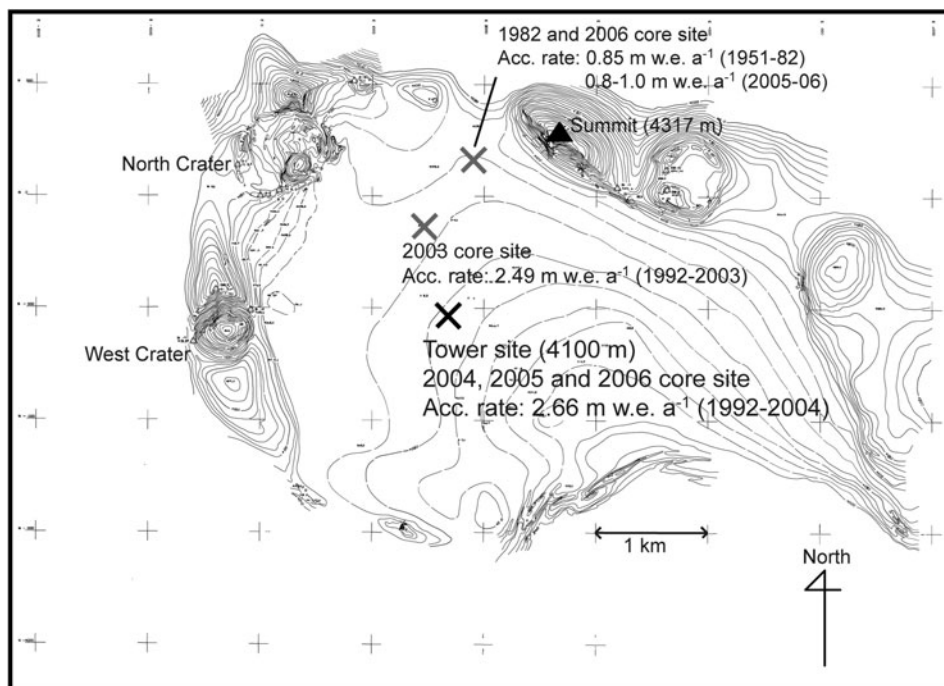 1982 and 2006 core site
Acc. rate: 0.85 m w.e. a⁻¹ (1951-82)
0.8-1.0 m w.e. a⁻¹ (2005-06)
Summit (4317 m)
North Crater
2003 core site
Acc. rate: 2.49 m w.e. a⁻¹ (1992-2003)
West Crater
Tower site (4100 m)
2004, 2005 and 2006 core site
Acc. rate: 2.66 m w.e. a⁻¹ (1992-2004)
1 km
North